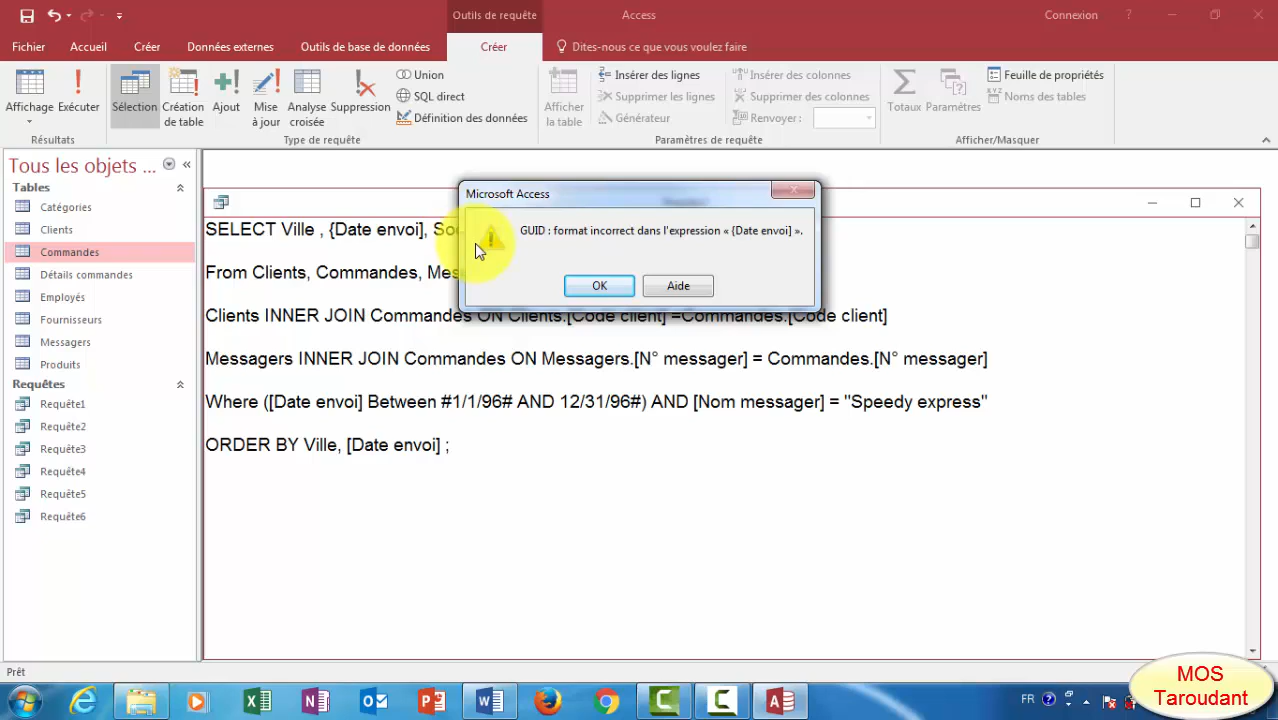 Outils de requête
Access
Connexion
?
Fichier
Accueil
Créer
Données externes
Outils de base de données
Créer
Dites-nous ce que vous voulez faire
Affichage
Exécuter
Sélection
Création de table
Ajout
Mise à jour
Analyse croisée
Suppression
Union
SQL direct
Définition des données
Afficher la table
Insérer des lignes
Supprimer les lignes
Générateur
Insérer des colonnes
Supprimer des colonnes
Renvoyer :
Totaux
Paramètres
Feuille de propriétés
Noms des tables
Résultats
Type de requête
Paramètres de requête
Afficher/Masquer
Tous les objets ...
Tables
Catégories
Clients
Commandes
Détails commandes
Employés
Fournisseurs
Messagers
Produits
Requêtes
Requête1
Requête2
Requête3
Requête4
Requête5
Requête6
Microsoft Access
GUID : format incorrect dans l'expression « {Date envoi] ».
OK
Aide
SELECT Ville , {Date envoi], So
From Clients, Commandes, Mes
Clients INNER JOIN Commandes ON Clients.[Code client] =Commandes.[Code client]
Messagers INNER JOIN Commandes ON Messagers.[N° messager] = Commandes.[N° messager]
Where ([Date envoi] Between #1/1/96# AND 12/31/96#) AND [Nom messager] = "Speedy express"
ORDER BY Ville, [Date envoi] ;
Prêt
FR
MOS
Taroudant